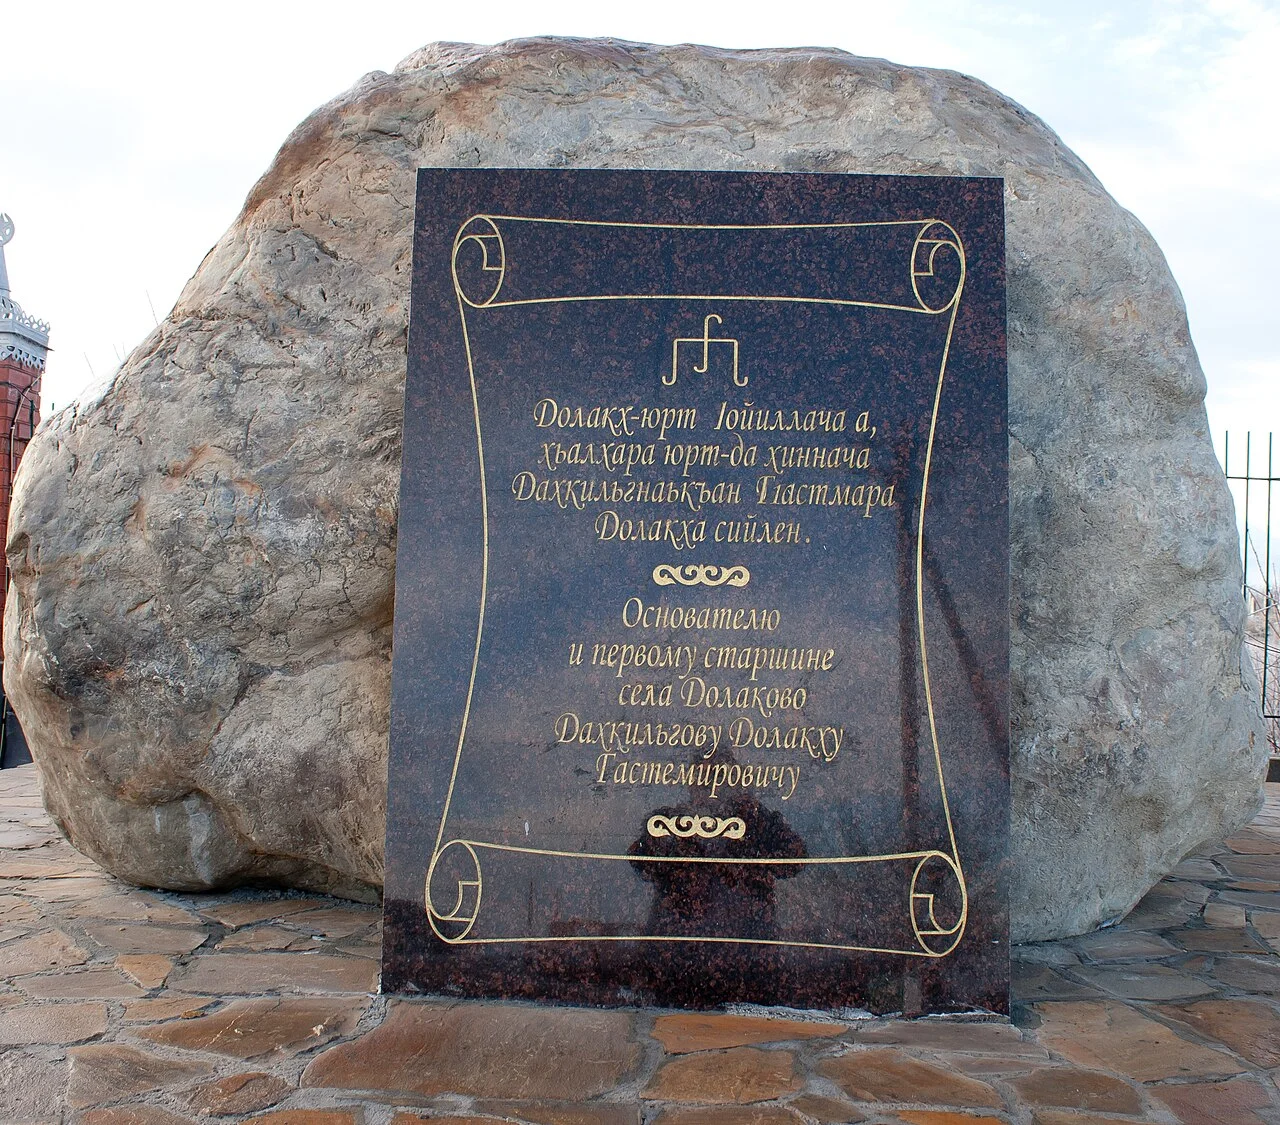 Долакх-юрт Ӏойиллача а,
хьалхара юрт-да хиннача
Дахкильгнаькъан ГӀастмара
Долакха сийлен.
Основателю
и первому старшине
села Долаково
Дахкильгову Долакху
Гастемировичу